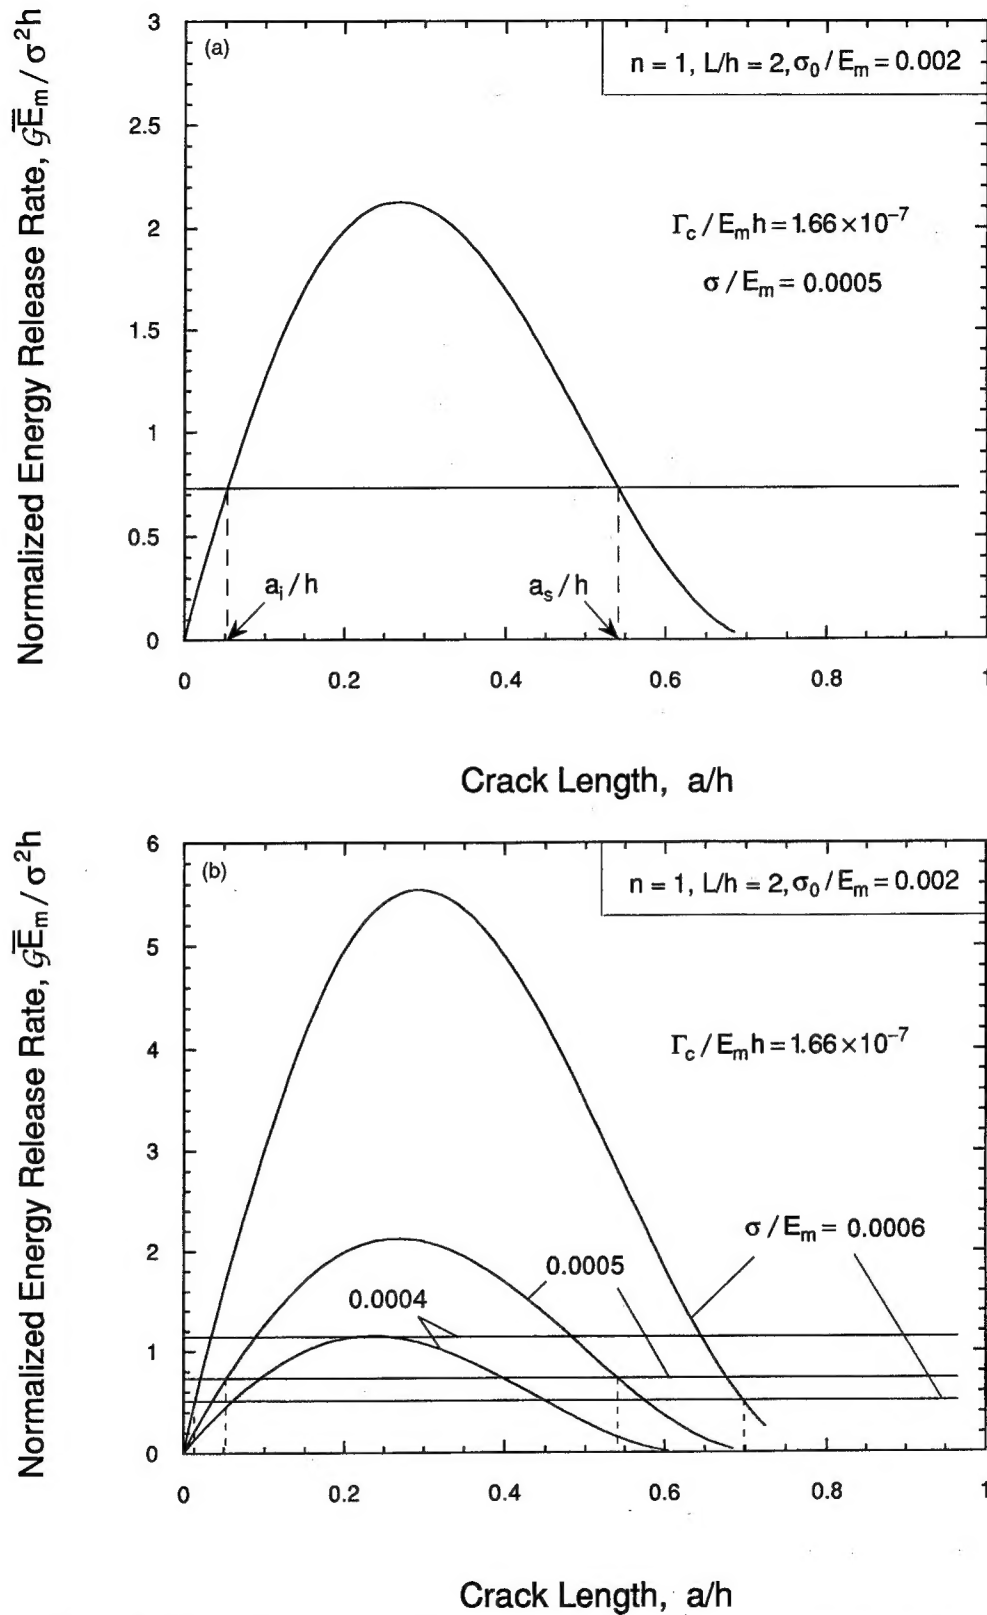 (a)
n = 1, L/h = 2, σ₀/Eₘ = 0.002
Normalized Energy Release Rate, 𝒢E̅ₘ/σ²h
3
2.5
2
1.5
1
0.5
0
Γ_c/Eₘh = 1.66×10⁻⁷
σ/Eₘ = 0.0005
aᵢ/h
aₛ/h
0 0.2 0.4 0.6 0.8 1
Crack Length, a/h
(b)
n = 1, L/h = 2, σ₀/Eₘ = 0.002
Normalized Energy Release Rate, 𝒢E̅ₘ/σ²h
6
5
4
3
2
1
0
Γ_c/Eₘh = 1.66×10⁻⁷
σ/Eₘ = 0.0006
0.0005
0.0004
0 0.2 0.4 0.6 0.8 1
Crack Length, a/h